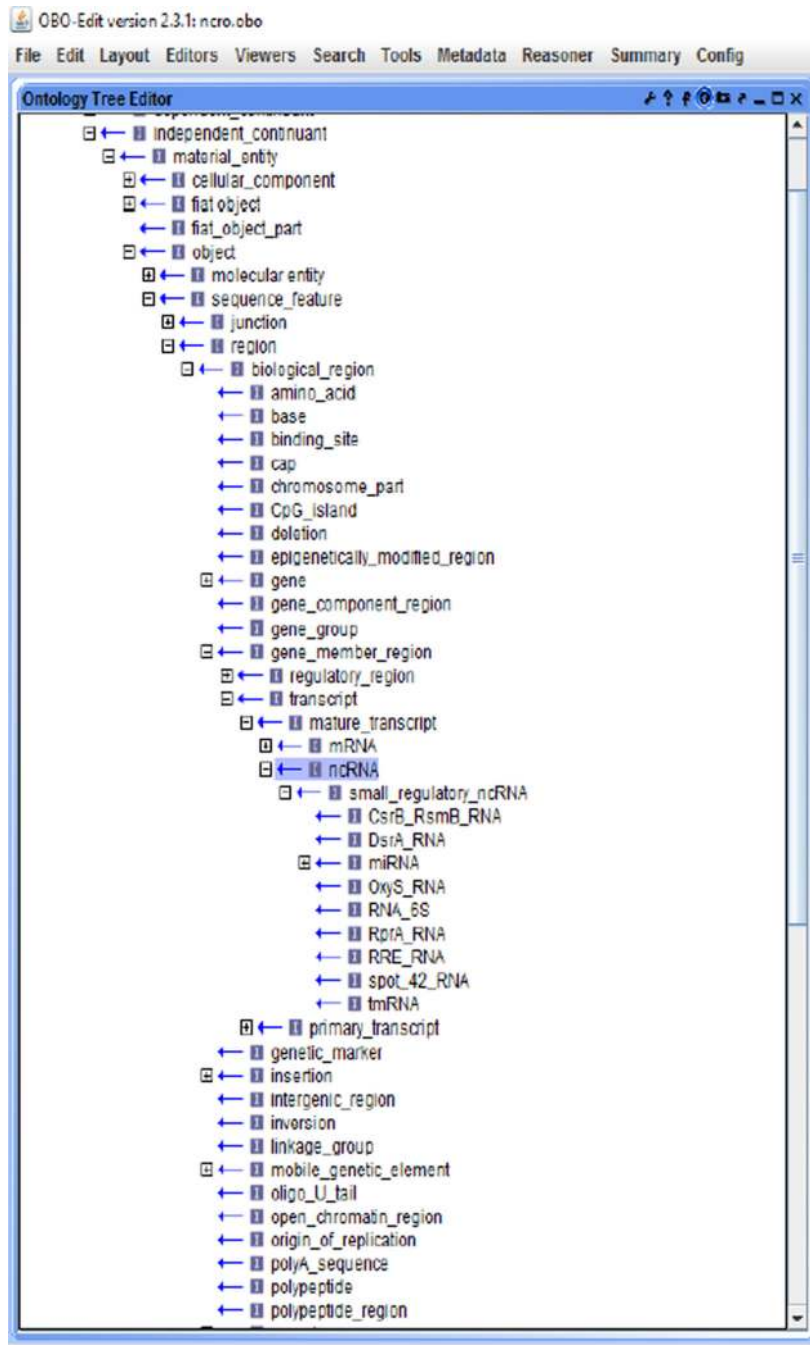 OBO-Edit version 2.3.1: ncro.obo
File Edit Layout Editors Viewers Search Tools Metadata Reasoner Summary Config
Ontology Tree Editor
independent_continuant
material_entity
cellular_component
fiat object
fiat_object_part
object
molecular entity
sequence_feature
junction
region
biological_region
amino_acid
base
binding_site
cap
chromosome_part
CpG_island
deletion
epigenetically_modified_region
gene
gene_component_region
gene_group
gene_member_region
regulatory_region
transcript
mature_transcript
mRNA
ncRNA
small_regulatory_ncRNA
CsrB_RsmB_RNA
DsrA_RNA
miRNA
OxyS_RNA
RNA_6S
RprA_RNA
RRE_RNA
spot_42_RNA
tmRNA
primary_transcript
genetic_marker
insertion
intergenic_region
inversion
linkage_group
mobile_genetic_element
oligo_U_tail
open_chromatin_region
origin_of_replication
polyA_sequence
polypeptide
polypeptide_region